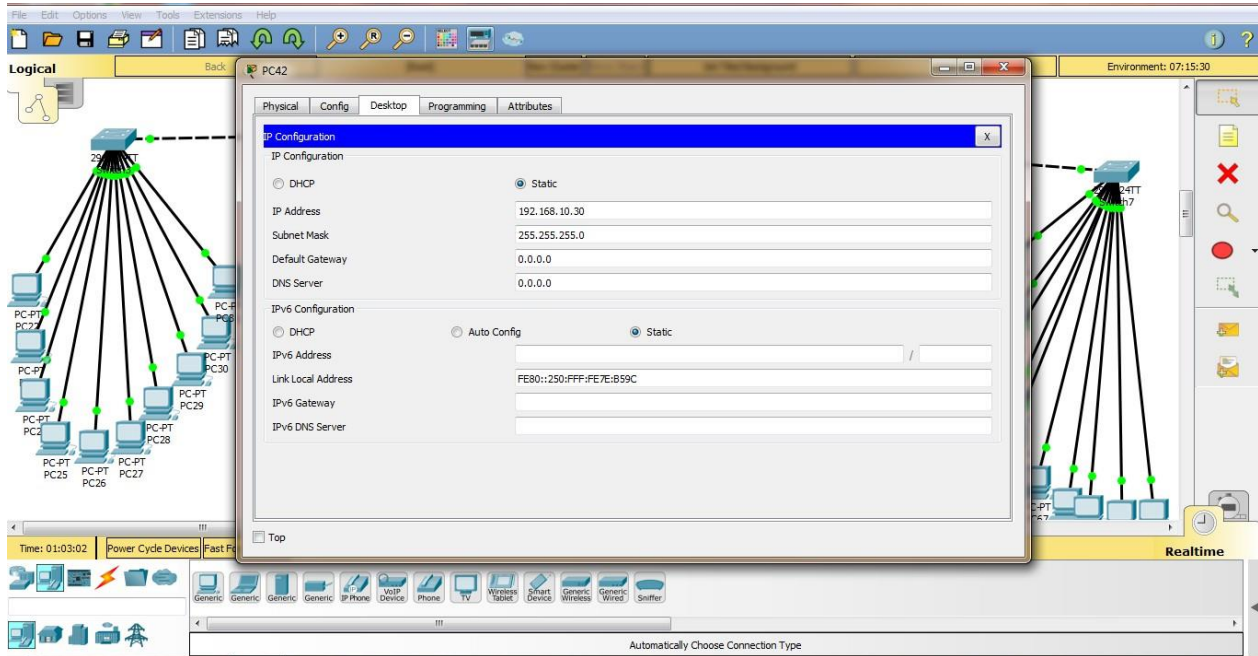 File Edit Options View Tools Extensions Help
Logical
Back
Environment: 07:15:30
PC42
Physical Config Desktop Programming Attributes
IP Configuration
X
IP Configuration
DHCP
Static
IP Address
192.168.10.30
Subnet Mask
255.255.255.0
Default Gateway
0.0.0.0
DNS Server
0.0.0.0
IPv6 Configuration
DHCP
Auto Config
Static
IPv6 Address
/
Link Local Address
FE80::250:FFF:FE7E:B59C
IPv6 Gateway
IPv6 DNS Server
Top
24TT
PC-PT
PC-PT
PC30
PC-PT
PC29
PC-PT
PC28
PC-PT
PC25
PC-PT
PC26
PC-PT
PC27
Time: 01:03:02
Power Cycle Devices
Realtime
Generic Generic Generic Generic IP Phone VoIP Device Phone TV Wireless Tablet Smart Device Generic Wireless Generic Wired Sniffer
Automatically Choose Connection Type